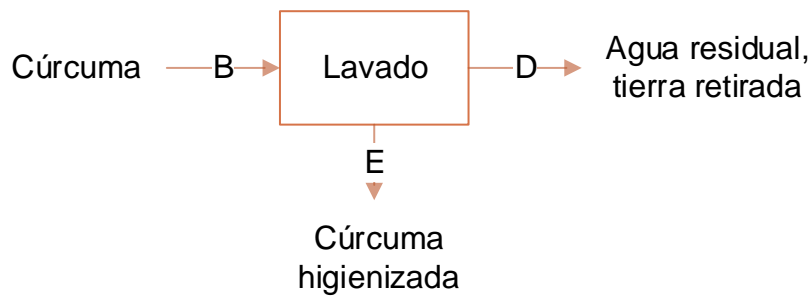 Cúrcuma
B
Lavado
D
Agua residual,
tierra retirada
E
Cúrcuma
higienizada